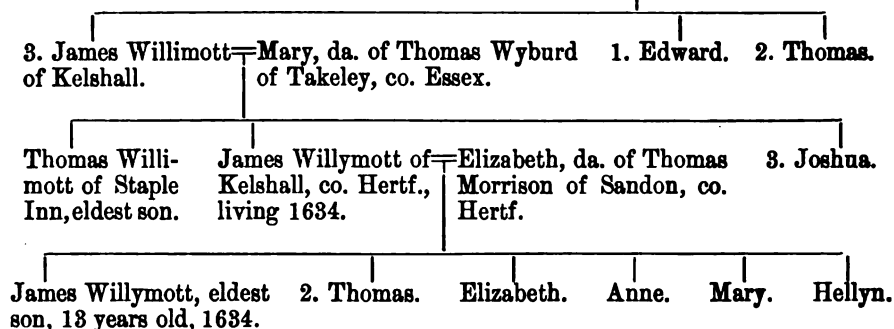 3. James Willimott Mary, da. of Thomas Wyburd 1. Edward. 2. Thomas.
of Kelshall. of Takeley, co. Essex.
Thomas Willi- James Willymott of Elizabeth, da. of Thomas 3. Joshua.
mott of Staple Kelshall, co. Hertf., Morrison of Sandon, co.
Inn, eldest son. living 1634. Hertf.
James Willymott, eldest 2. Thomas. Elizabeth. Anne. Mary. Hellyn.
son, 13 years old, 1634.